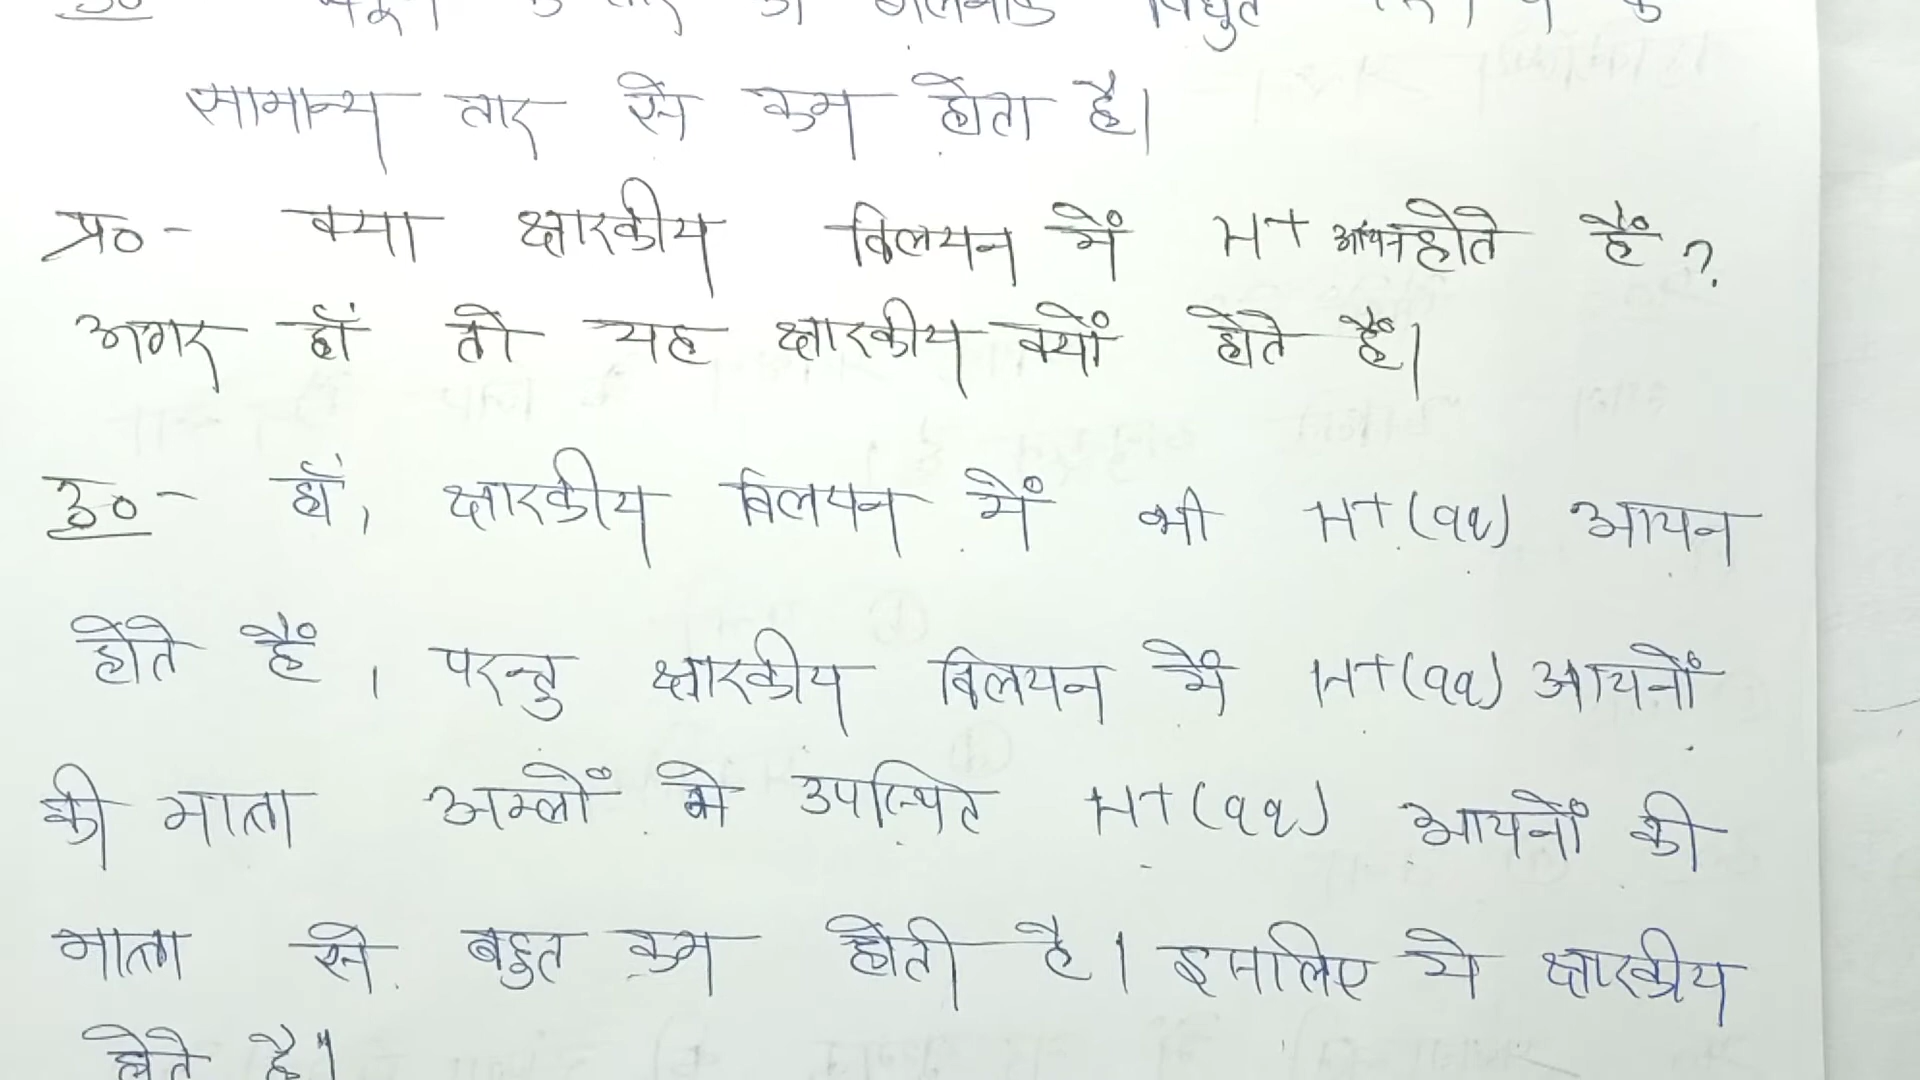 विद्युत
सामान्य तार से कम होता है।
प्र०- क्या क्षारकीय विलयन में H+ आयन होते हैं ?
अगर हाँ तो यह क्षारकीय क्यों होते हैं।
उ०- हाँ, क्षारकीय विलयन में भी H+(aq) आयन
होते हैं , परन्तु क्षारकीय विलयन में H+(aq) आयनों
की मात्रा अम्लों मे उपस्थित H+(aq) आयनों की
मात्रा से बहुत कम होती है। इसलिए ये क्षारकीय
होते है।